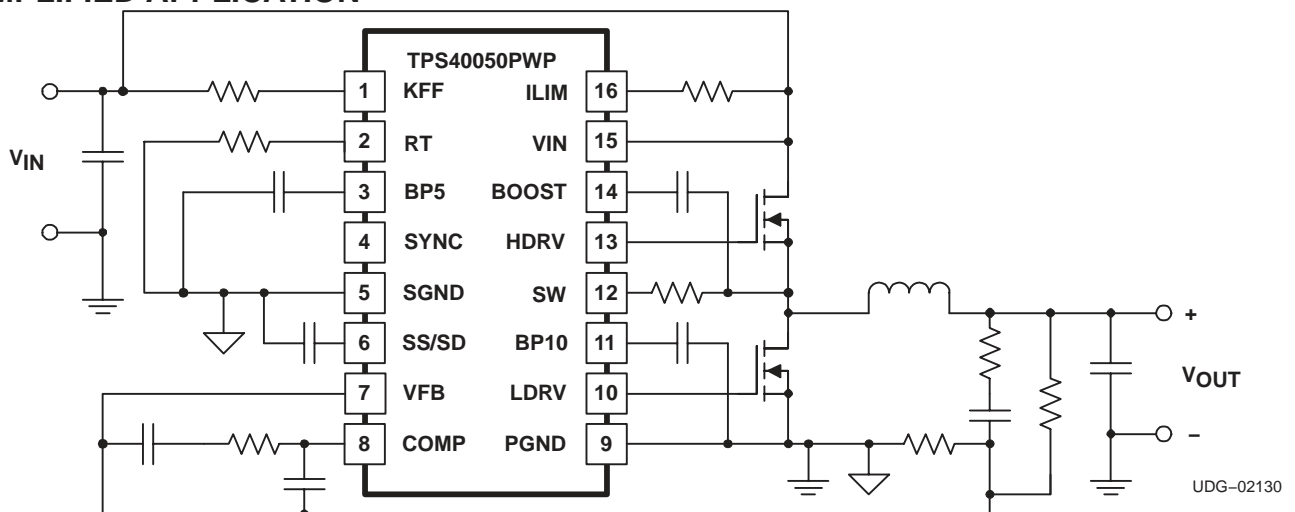 SIMPLIFIED APPLICATION
TPS40050PWP
1 KFF ILIM 16
2 RT VIN 15
3 BP5 BOOST 14
4 SYNC HDRV 13
5 SGND SW 12
6 SS/SD BP10 11
7 VFB LDRV 10
8 COMP PGND 9
VIN
+
VOUT
−
UDG−02130